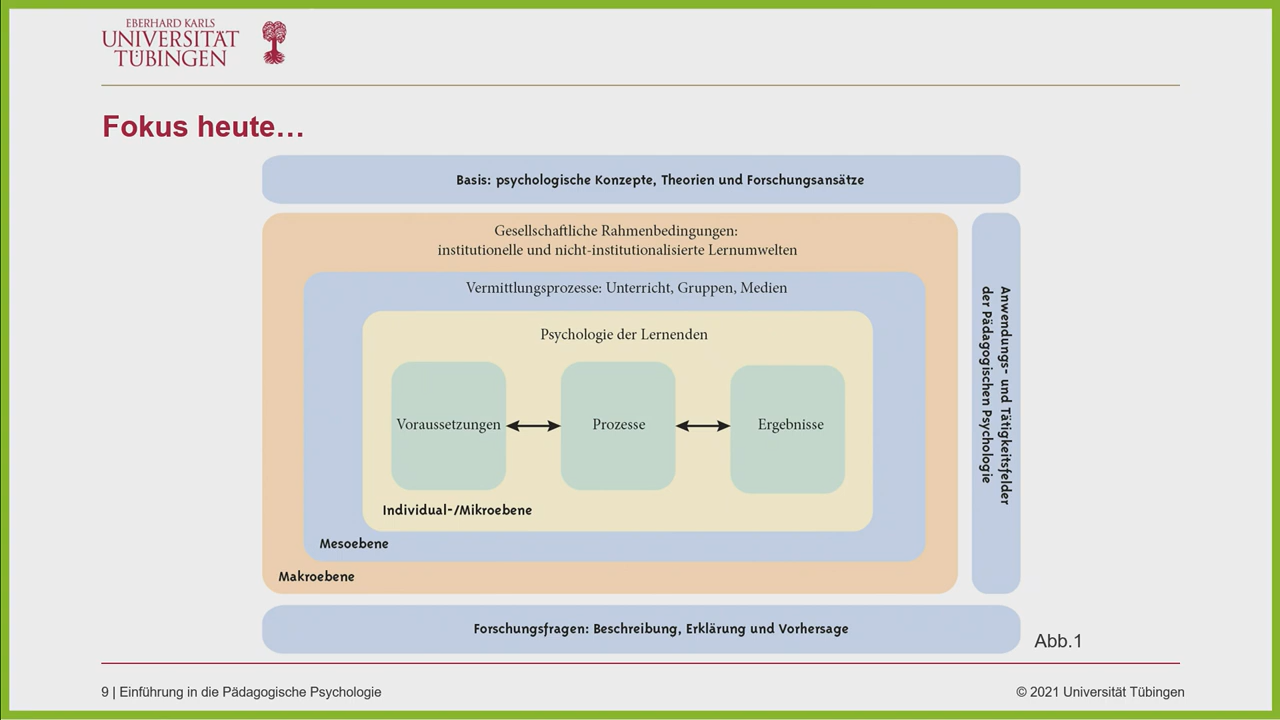 EBERHARD KARLS
UNIVERSITÄT
TÜBINGEN
Fokus heute…
Basis: psychologische Konzepte, Theorien und Forschungsansätze
Gesellschaftliche Rahmenbedingungen:
institutionelle und nicht-institutionalisierte Lernumwelten
Vermittlungsprozesse: Unterricht, Gruppen, Medien
Psychologie der Lernenden
Voraussetzungen
Prozesse
Ergebnisse
Individual-/Mikroebene
Mesoebene
Makroebene
Anwendungs- und Tätigkeitsfelder
der Pädagogischen Psychologie
Forschungsfragen: Beschreibung, Erklärung und Vorhersage
Abb.1
9 | Einführung in die Pädagogische Psychologie
© 2021 Universität Tübingen